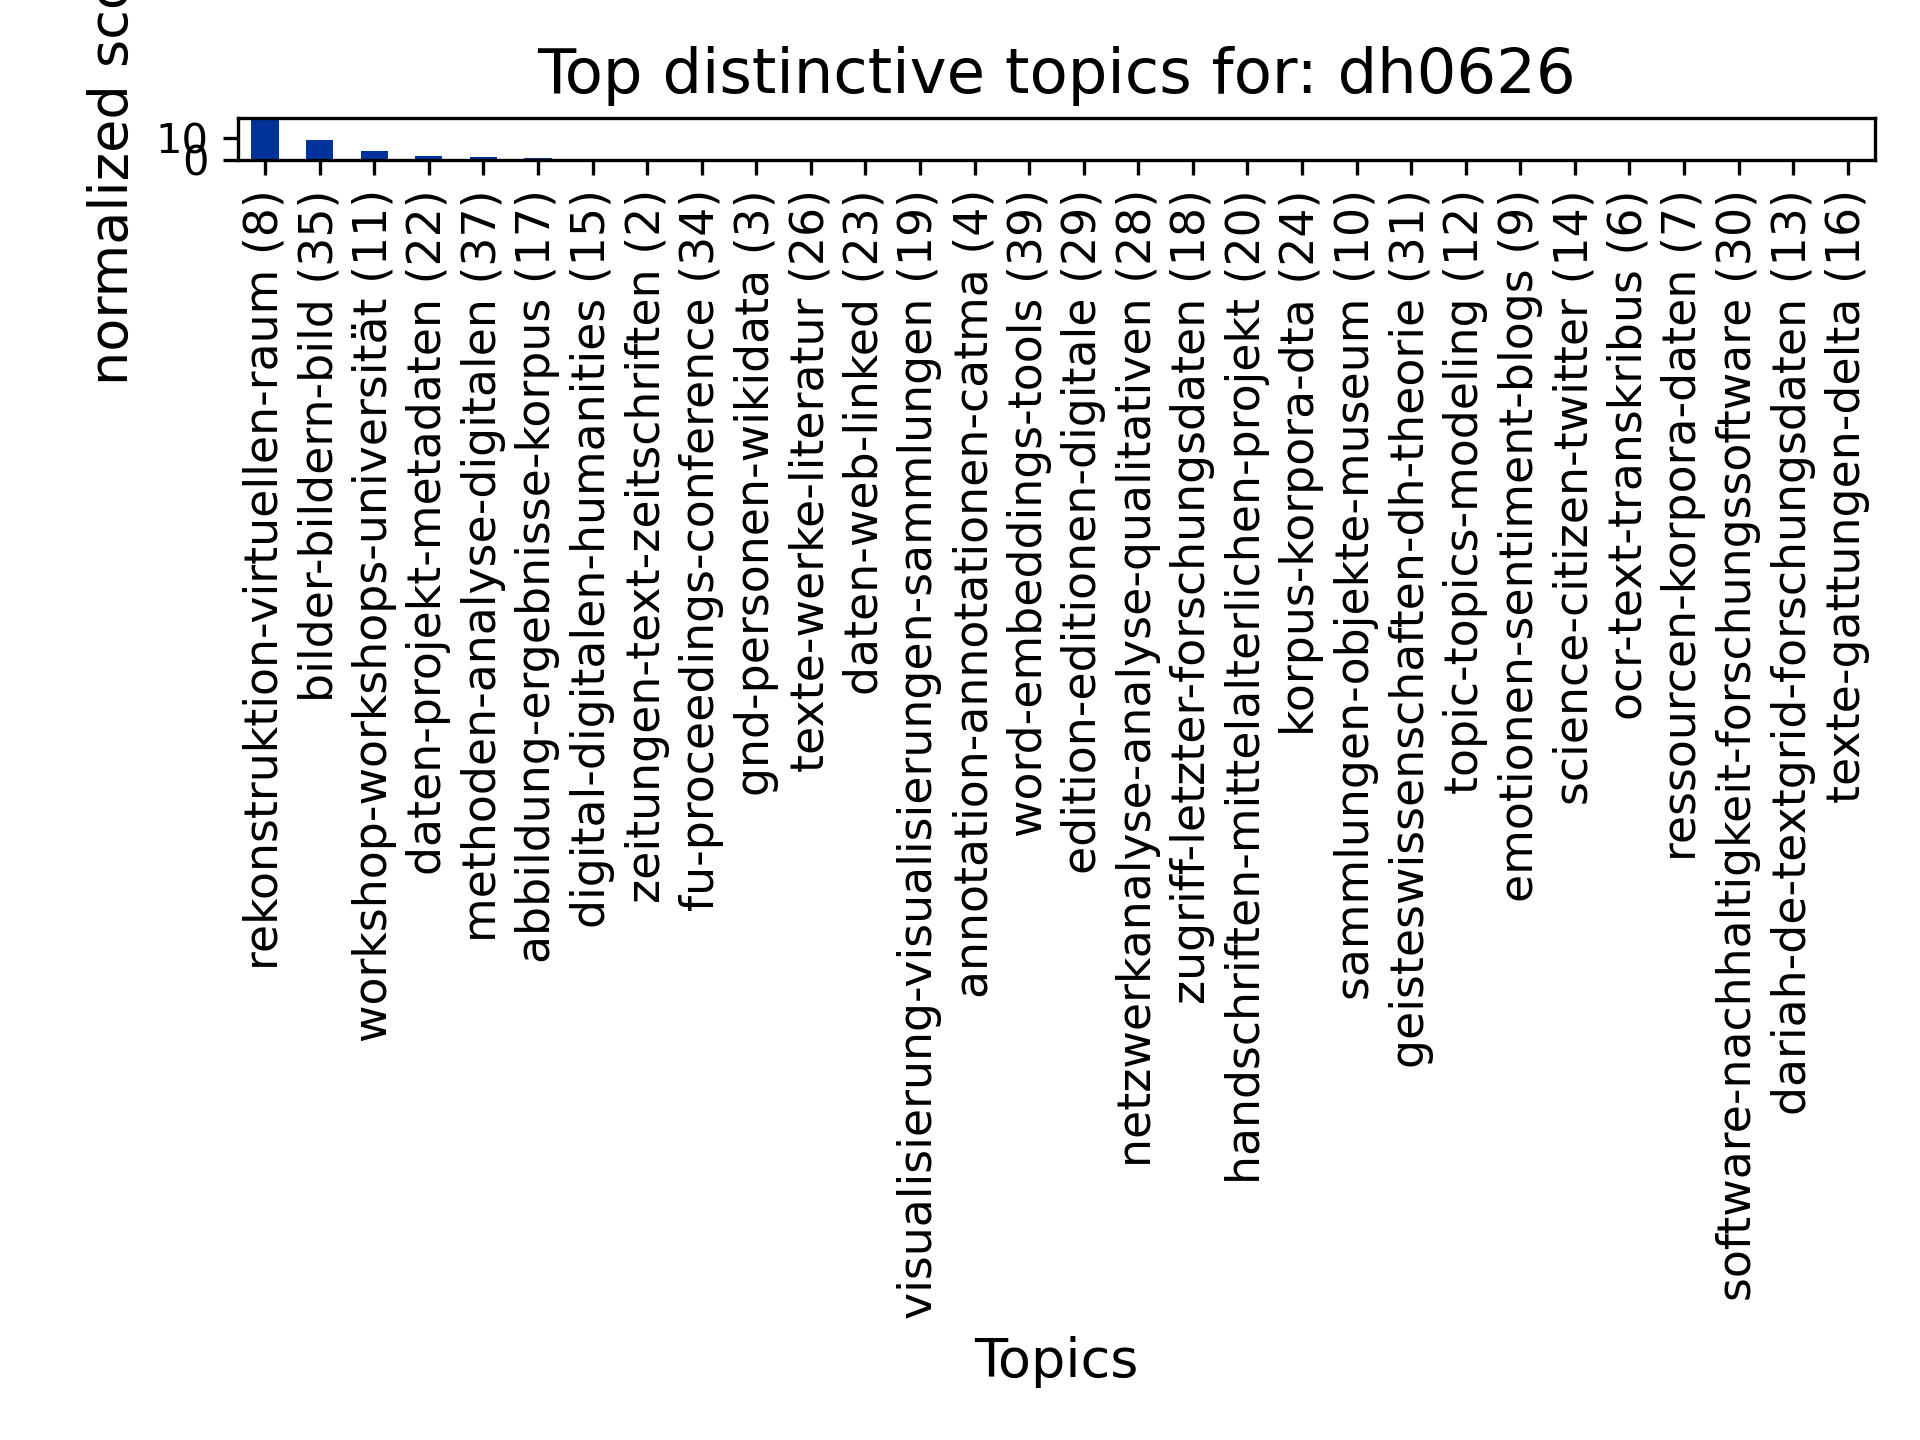 Top distinctive topics for: dh0626
normalized sco
10
0
rekonstruktion-virtuellen-raum (8)
bilder-bildern-bild (35)
workshop-workshops-universität (11)
daten-projekt-metadaten (22)
methoden-analyse-digitalen (37)
abbildung-ergebnisse-korpus (17)
digital-digitalen-humanities (15)
zeitungen-text-zeitschriften (2)
fu-proceedings-conference (34)
gnd-personen-wikidata (3)
texte-werke-literatur (26)
daten-web-linked (23)
visualisierung-visualisierungen-sammlungen (19)
annotation-annotationen-catma (4)
word-embeddings-tools (39)
edition-editionen-digitale (29)
netzwerkanalyse-analyse-qualitativen (28)
zugriff-letzter-forschungsdaten (18)
handschriften-mittelalterlichen-projekt (20)
korpus-korpora-dta (24)
sammlungen-objekte-museum (10)
geisteswissenschaften-dh-theorie (31)
topic-topics-modeling (12)
emotionen-sentiment-blogs (9)
science-citizen-twitter (14)
ocr-text-transkribus (6)
ressourcen-korpora-daten (7)
software-nachhaltigkeit-forschungssoftware (30)
dariah-de-textgrid-forschungsdaten (13)
texte-gattungen-delta (16)
Topics